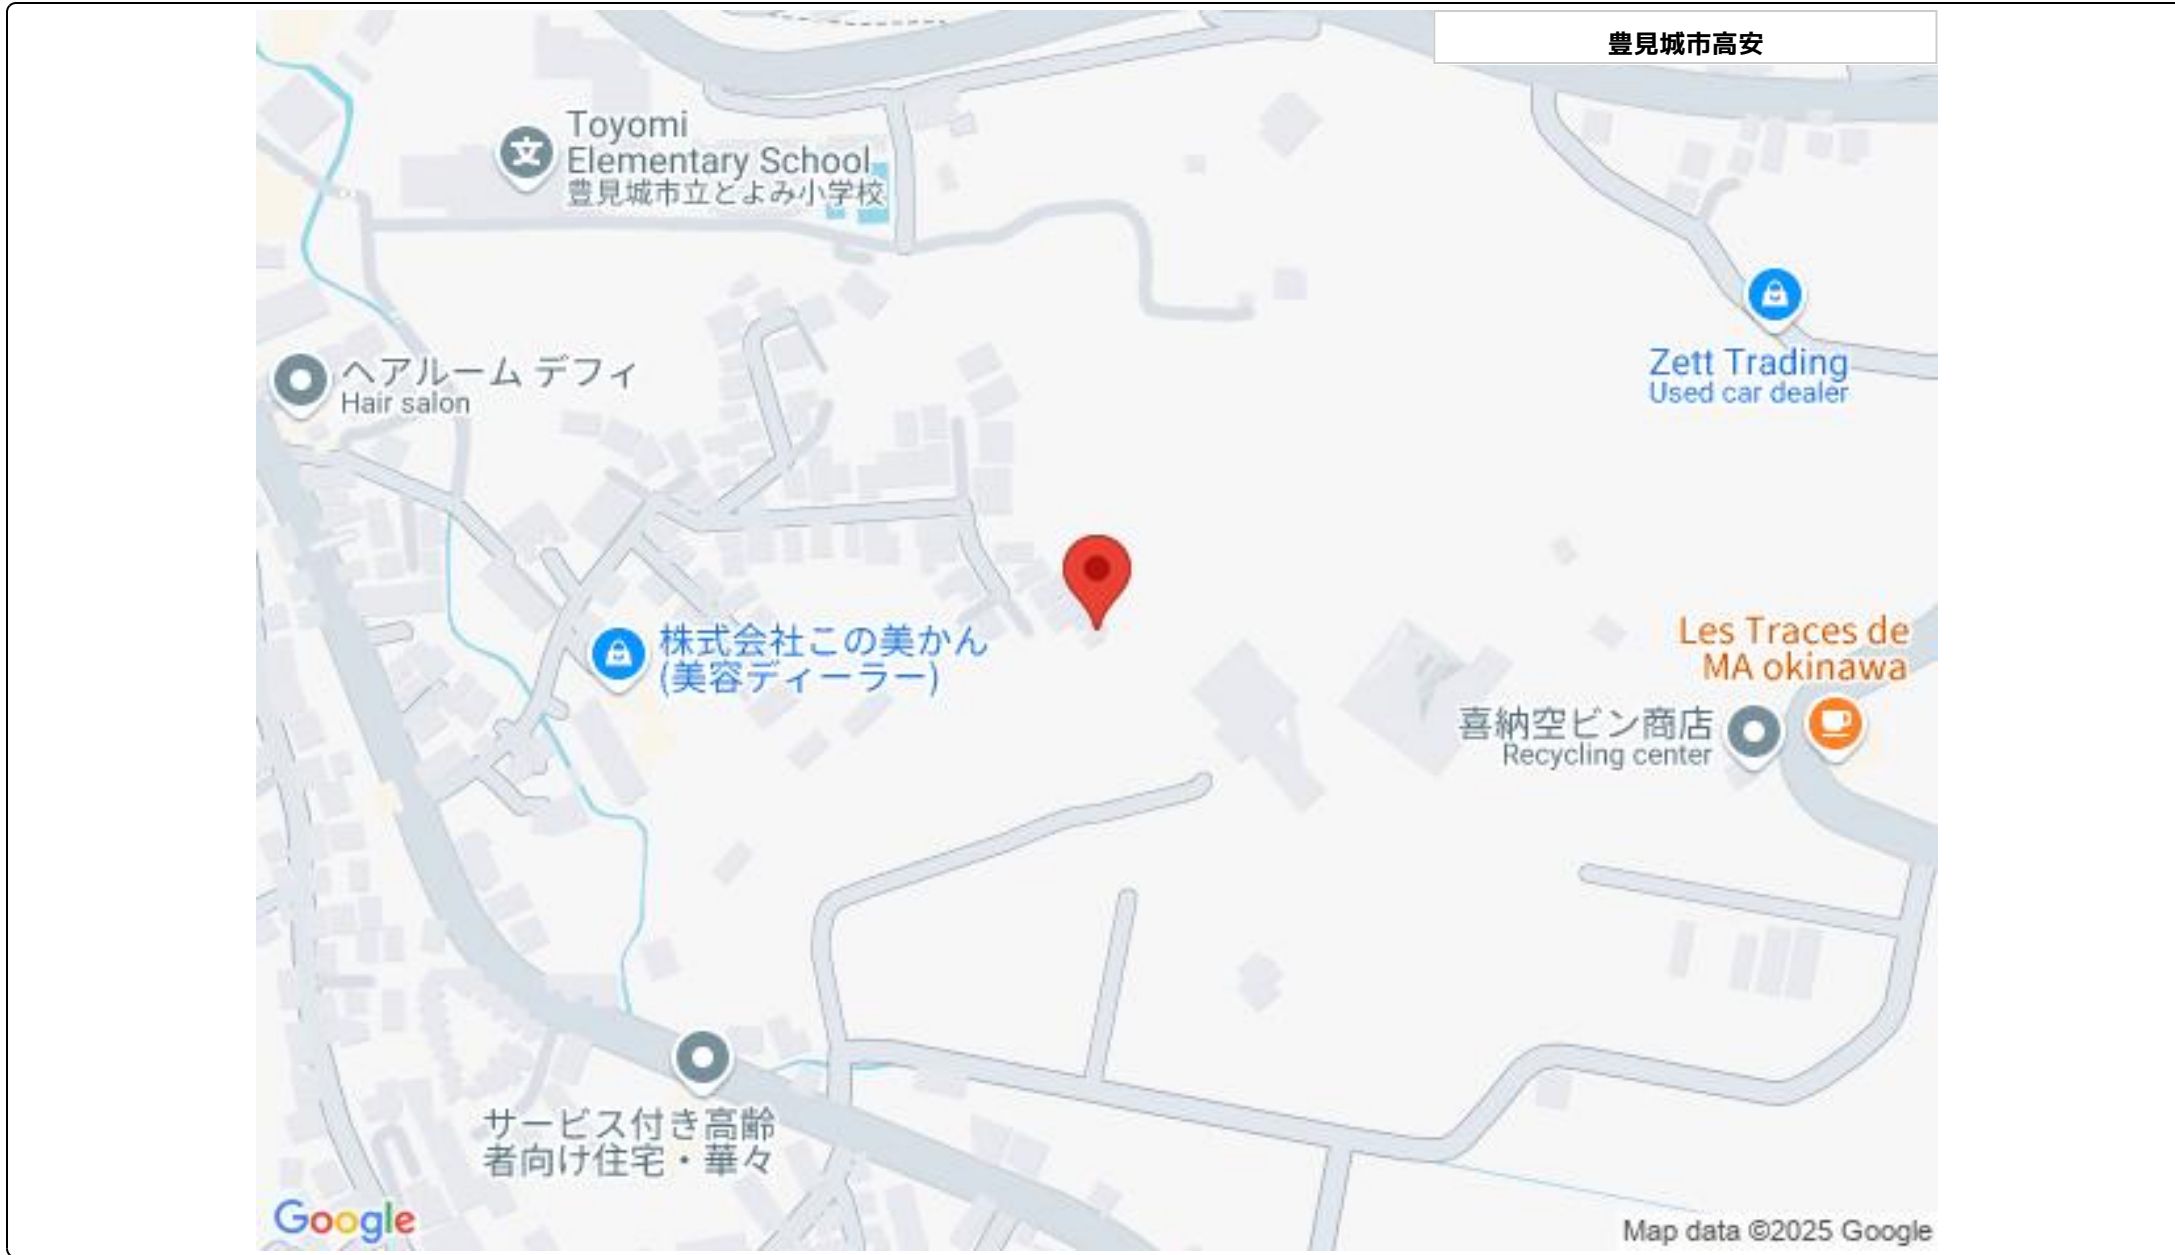 豊見城市高安
Toyomi
Elementary School
豊見城市立とよみ小学校
文
ヘアルーム デフィ
Hair salon
Zett Trading
Used car dealer
株式会社この美かん
(美容ディーラー)
Les Traces de
MA okinawa
喜納空ビン商店
Recycling center
サービス付き高齢
者向け住宅・華々
Google
Map data ©2025 Google